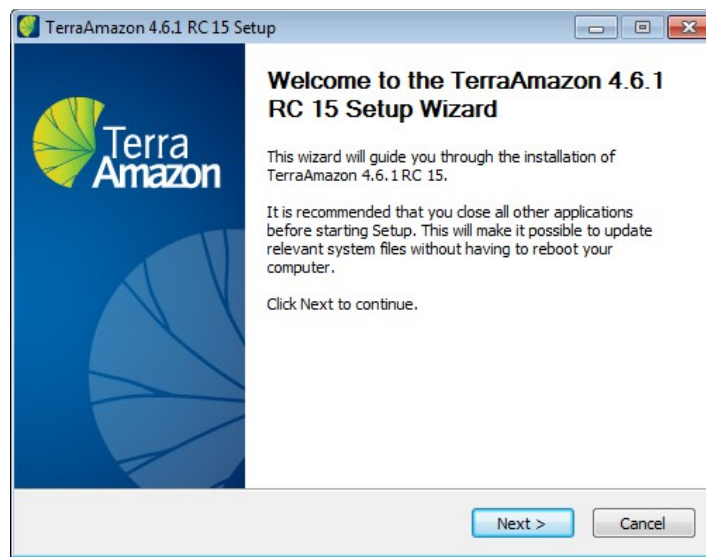 TerraAmazon 4.6.1 RC 15 Setup
Terra
Amazon
Welcome to the TerraAmazon 4.6.1
RC 15 Setup Wizard
This wizard will guide you through the installation of
TerraAmazon 4.6.1 RC 15.
It is recommended that you close all other applications
before starting Setup. This will make it possible to update
relevant system files without having to reboot your
computer.
Click Next to continue.
Next >
Cancel